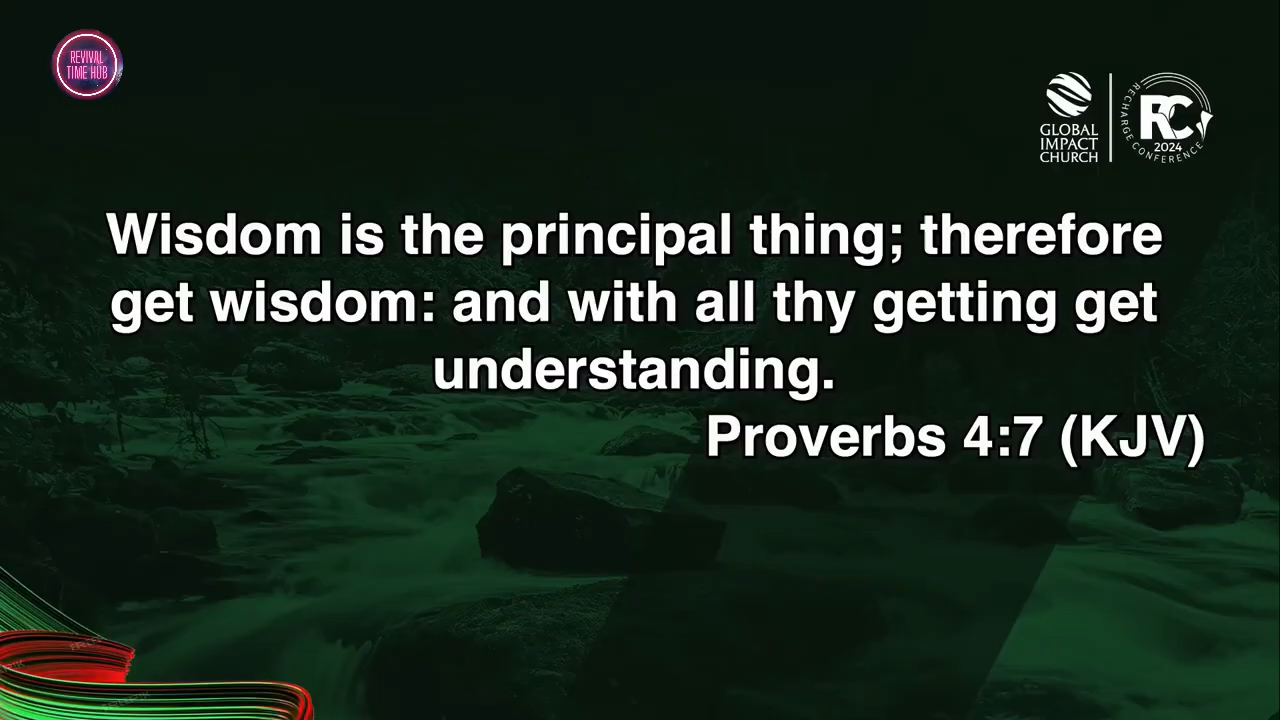 REVIVAL
TIME HUB
GLOBAL
IMPACT
CHURCH
RECHARGE CONFERENCE
RC
2024
Wisdom is the principal thing; therefore
get wisdom: and with all thy getting get
understanding.
Proverbs 4:7 (KJV)